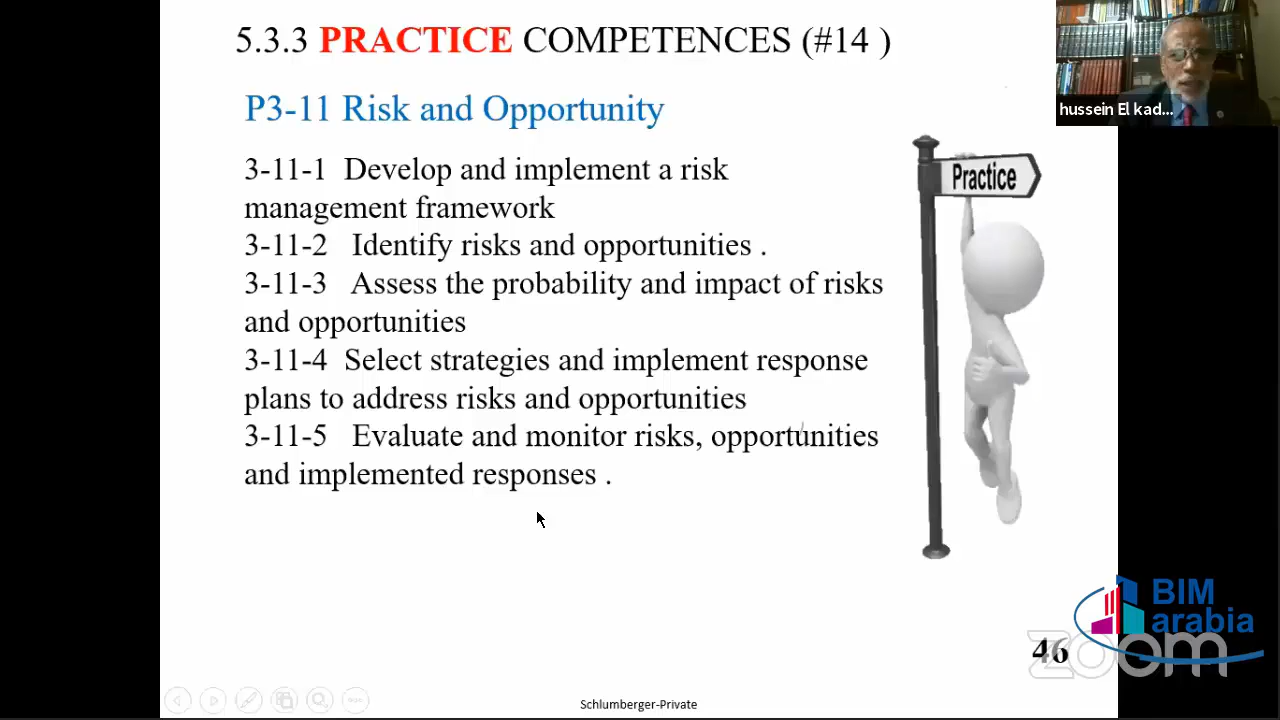 5.3.3 PRACTICE COMPETENCES (#14 )
P3-11 Risk and Opportunity
3-11-1 Develop and implement a risk
management framework
3-11-2 Identify risks and opportunities .
3-11-3 Assess the probability and impact of risks
and opportunities
3-11-4 Select strategies and implement response
plans to address risks and opportunities
3-11-5 Evaluate and monitor risks, opportunities
and implemented responses .
Practice
hussein El kad...
BIM
arabia
zoom
46
Schlumberger-Private